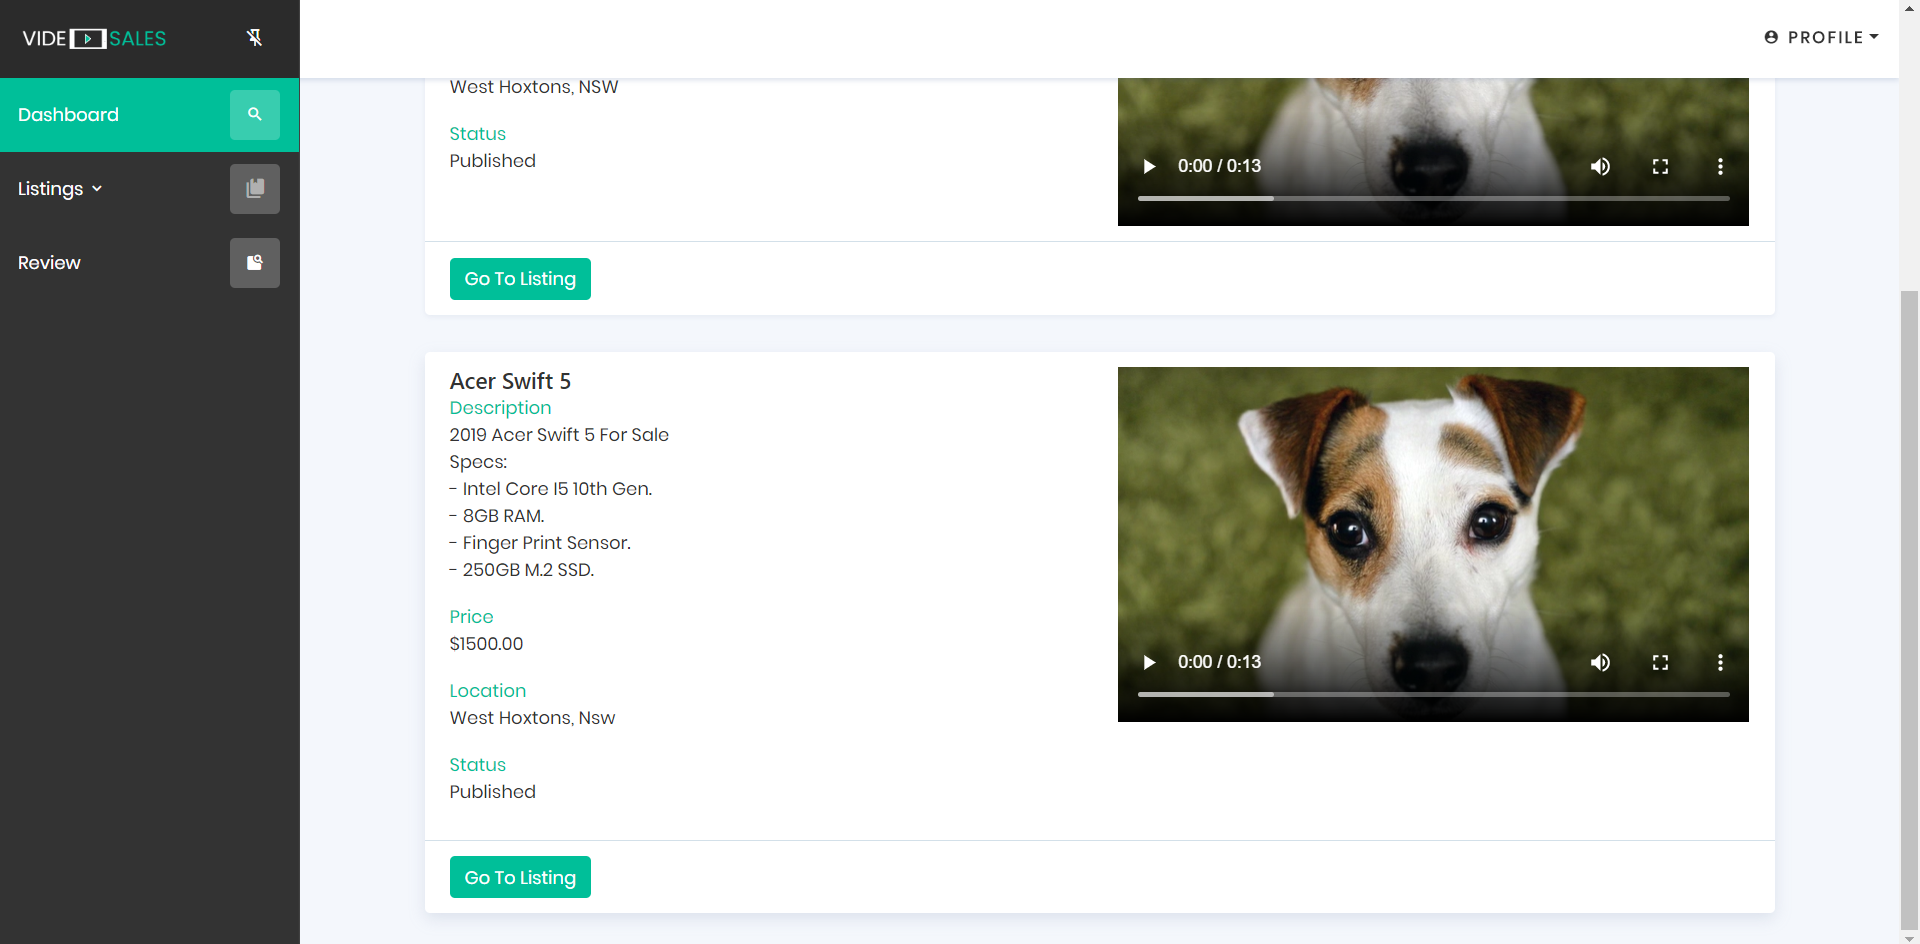 VIDE SALES
PROFILE
Dashboard
Listings
Review
West Hoxtons, NSW
Status
Published
0:00 / 0:13
Go To Listing
Acer Swift 5
Description
2019 Acer Swift 5 For Sale
Specs:
- Intel Core I5 10th Gen.
- 8GB RAM.
- Finger Print Sensor.
- 250GB M.2 SSD.
Price
$1500.00
Location
West Hoxtons, Nsw
Status
Published
0:00 / 0:13
Go To Listing